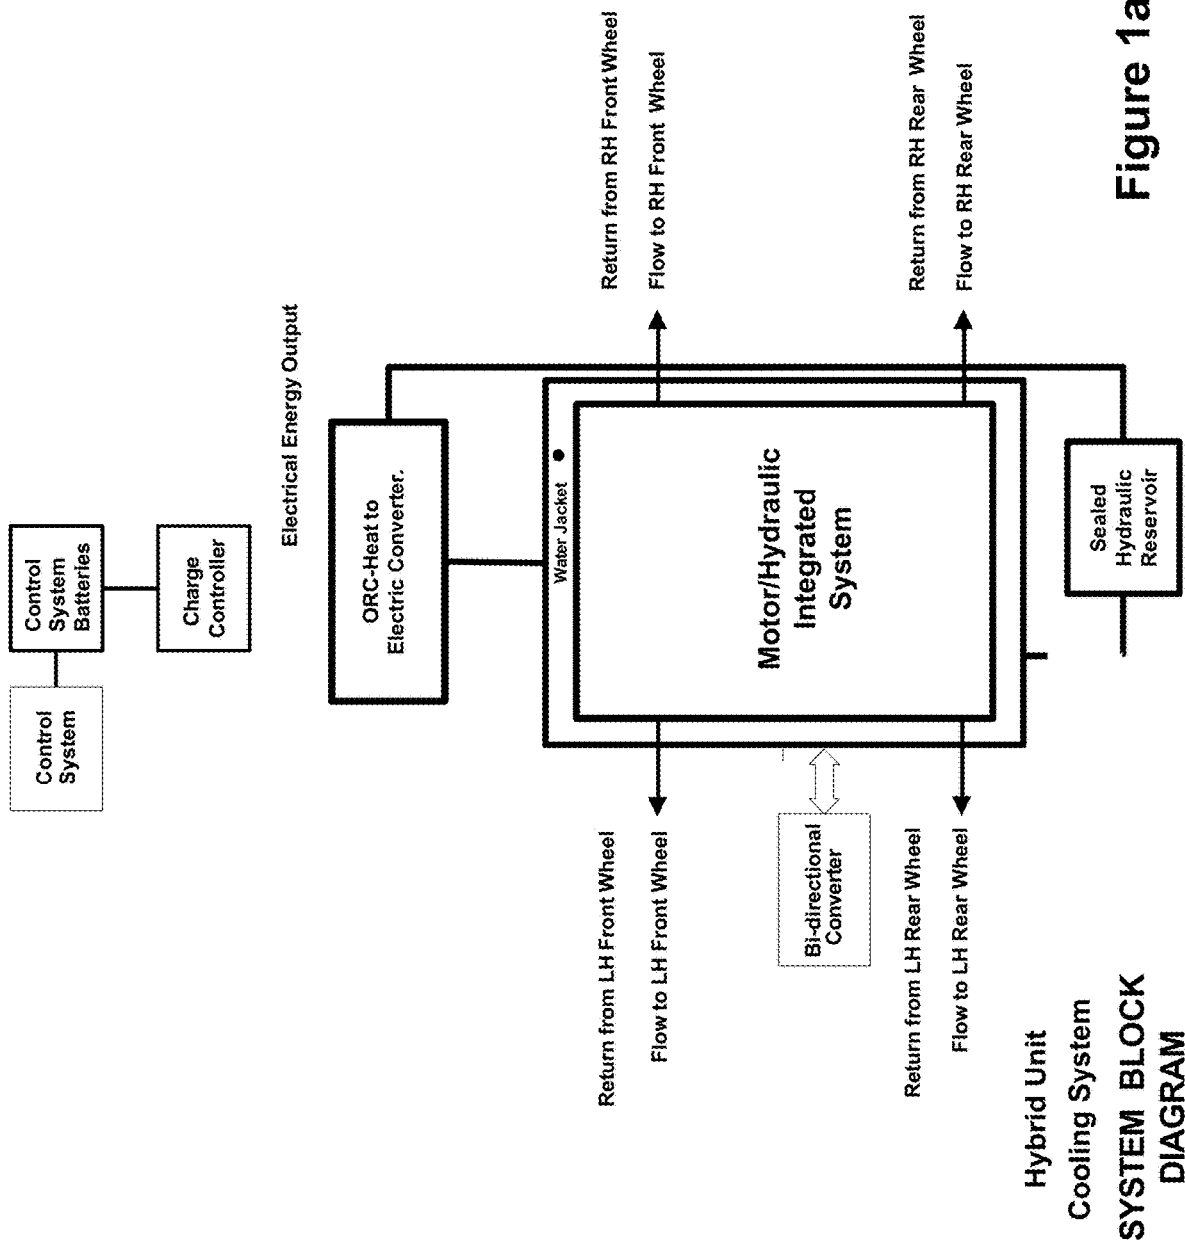 Control
System
Control
System
Batteries
Charge
Controller
Electrical Energy Output
ORC-Heat to
Electric Converter.
Water Jacket
Return from LH Front Wheel
Flow to LH Front Wheel
Return from RH Front Wheel
Flow to RH Front Wheel
Motor/Hydraulic
Integrated
System
Bi-directional
Converter
Return from LH Rear Wheel
Flow to LH Rear Wheel
Return from RH Rear Wheel
Flow to RH Rear Wheel
Hybrid Unit
Cooling System
SYSTEM BLOCK
DIAGRAM
Sealed
Hydraulic
Reservoir
Figure 1a